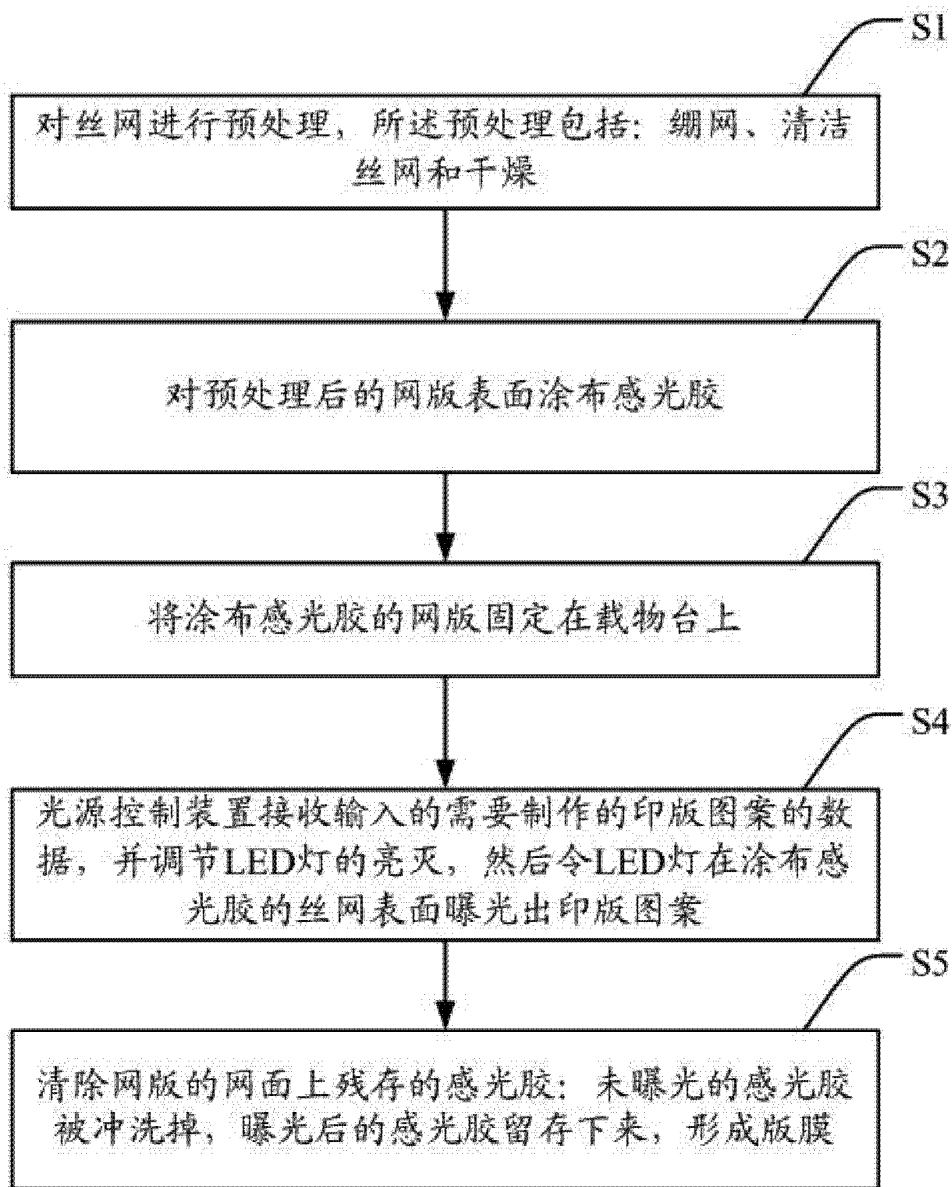 S1
对丝网进行预处理，所述预处理包括：绷网、清洁
丝网和干燥
S2
对预处理后的网版表面涂布感光胶
S3
将涂布感光胶的网版固定在载物台上
S4
光源控制装置接收输入的需要制作的印版图案的数
据，并调节LED灯的亮灭，然后令LED灯在涂布感
光胶的丝网表面曝光出印版图案
S5
清除网版的网面上残存的感光胶：未曝光的感光胶
被冲洗掉，曝光后的感光胶留存下来，形成版膜